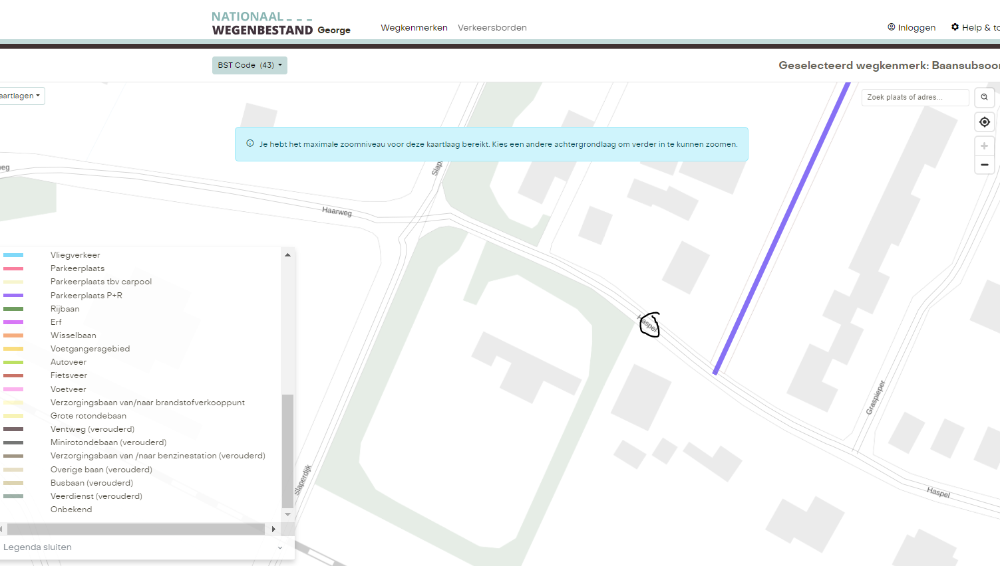 NATIONAAL
WEGENBESTAND George
Wegkenmerken
Verkeersborden
Inloggen
Help & to
BST Code (43)
Geselecteerd wegkenmerk: Baansubsoor
aartlagen
Zoek plaats of adres...
Je hebt het maximale zoomniveau voor deze kaartlaag bereikt. Kies een andere achtergrondlaag om verder in te kunnen zoomen.
weg
Slap
Haarweg
Haspel
Graspieper
Haspel
Slaperdijk
Vliegverkeer
Parkeerplaats
Parkeerplaats tbv carpool
Parkeerplaats P+R
Rijbaan
Erf
Wisselbaan
Voetgangersgebied
Autoveer
Fietsveer
Voetveer
Verzorgingsbaan van/naar brandstofverkooppunt
Grote rotondebaan
Ventweg (verouderd)
Minirotondebaan (verouderd)
Verzorgingsbaan van /naar benzinestation (verouderd)
Overige baan (verouderd)
Busbaan (verouderd)
Veerdienst (verouderd)
Onbekend
Legenda sluiten